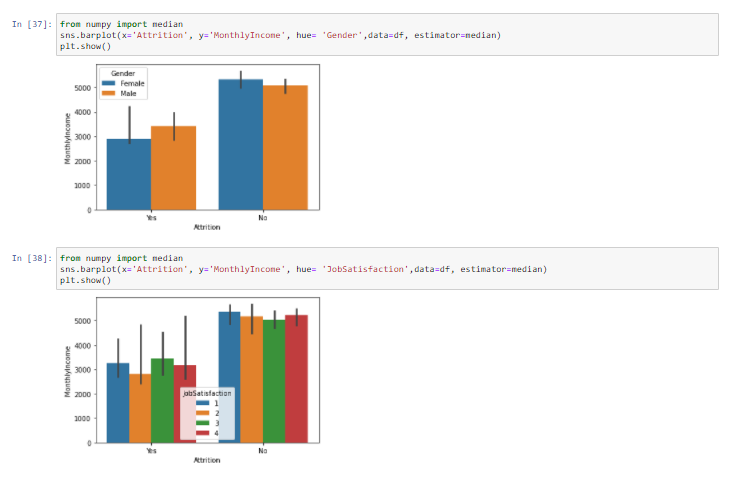 In [37]: from numpy import median
sns.barplot(x='Attrition', y='MonthlyIncome', hue= 'Gender',data=df, estimator=median)
plt.show()
Gender
Female
Male
5000
4000
3000
2000
1000
0
MonthlyIncome
Yes No
Attrition
In [38]: from numpy import median
sns.barplot(x='Attrition', y='MonthlyIncome', hue= 'JobSatisfaction',data=df, estimator=median)
plt.show()
5000
4000
3000
2000
1000
0
MonthlyIncome
JobSatisfaction
1
2
3
4
Yes No
Attrition